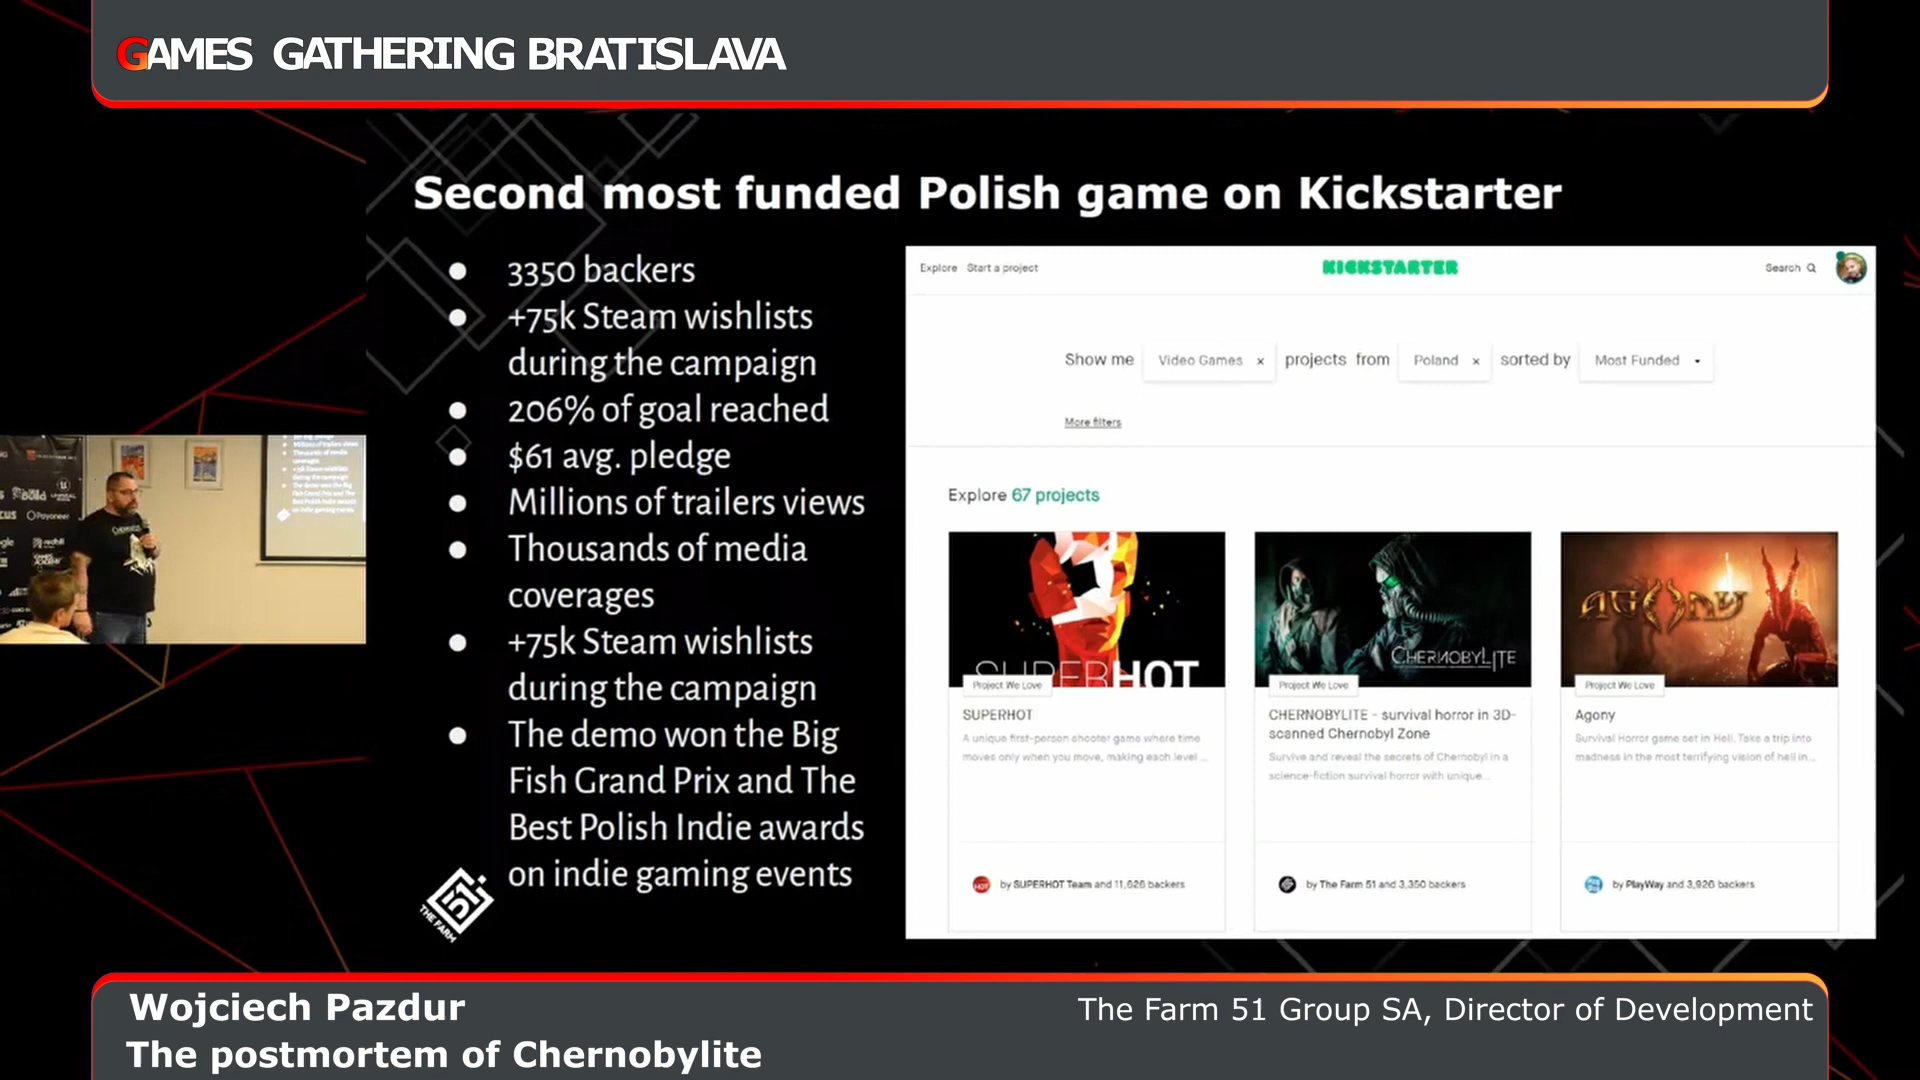 GAMES GATHERING BRATISLAVA
Second most funded Polish game on Kickstarter
● 3350 backers
● +75k Steam wishlists
during the campaign
● 206% of goal reached
● $61 avg. pledge
● Millions of trailers views
● Thousands of media
coverages
● +75k Steam wishlists
during the campaign
● The demo won the Big
Fish Grand Prix and The
Best Polish Indie awards
on indie gaming events
THE FARM 51
Explore Start a project
KICKSTARTER
Search
Show me Video Games × projects from Poland × sorted by Most Funded
More filters
Explore 67 projects
SUPERHOT
Project We Love
SUPERHOT
A unique first-person shooter game where time
moves only when you move, making each level ...
by SUPERHOT Team and 11,626 backers
CHERNOBYLITE
Project We Love
CHERNOBYLITE - survival horror in 3D-
scanned Chernobyl Zone
Survive and reveal the secrets of Chernobyl in a
science-fiction survival horror with unique...
by The Farm 51 and 3,350 backers
AGONY
Project We Love
Agony
Survival Horror game set in Hell. Take a trip into
madness in the most terrifying vision of hell in...
by PlayWay and 3,926 backers
Payoneer
Wojciech Pazdur
The Farm 51 Group SA, Director of Development
The postmortem of Chernobylite